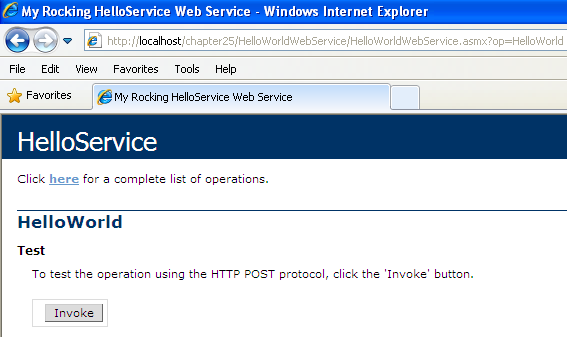 My Rocking HelloService Web Service - Windows Internet Explorer
http://localhost/chapter25/HelloWorldWebService/HelloWorldWebService.asmx?op=HelloWorld
File Edit View Favorites Tools Help
Favorites My Rocking HelloService Web Service
HelloService
Click here for a complete list of operations.
HelloWorld
Test
To test the operation using the HTTP POST protocol, click the 'Invoke' button.
Invoke